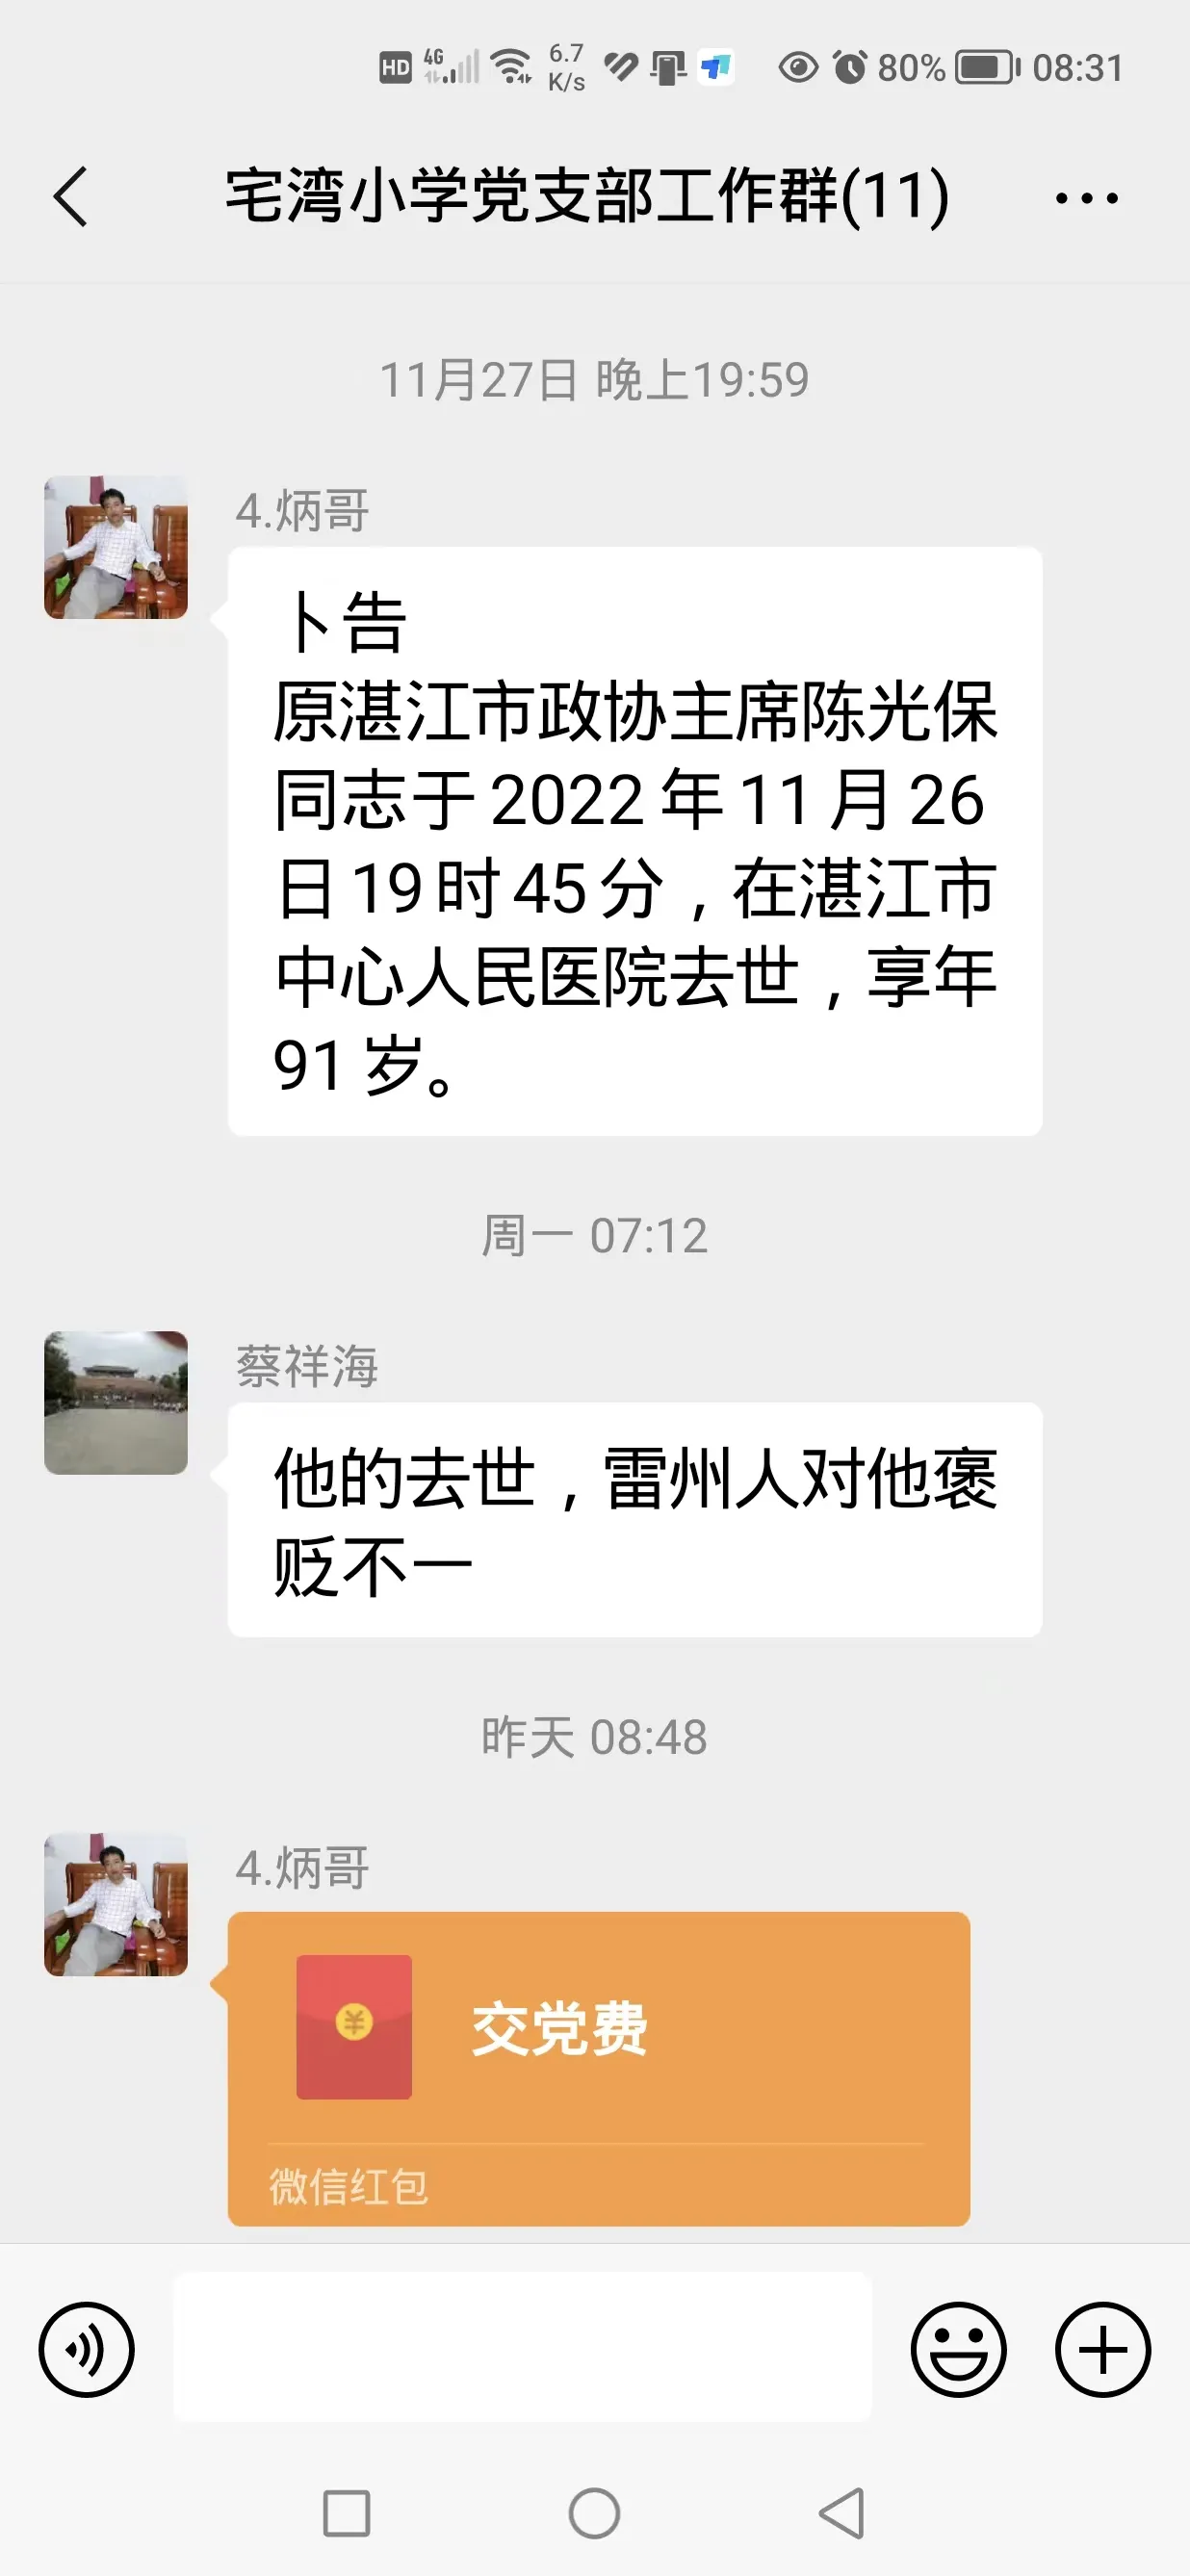 HD 4G 6.7 K/s 80% 08:31
宅湾小学党支部工作群(11)
11月27日 晚上19:59
4.炳哥
卜告
原湛江市政协主席陈光保
同志于2022年11月26
日19时45分，在湛江市
中心人民医院去世，享年
91岁。
周一 07:12
蔡祥海
他的去世，雷州人对他褒
贬不一
昨天 08:48
4.炳哥
交党费
微信红包